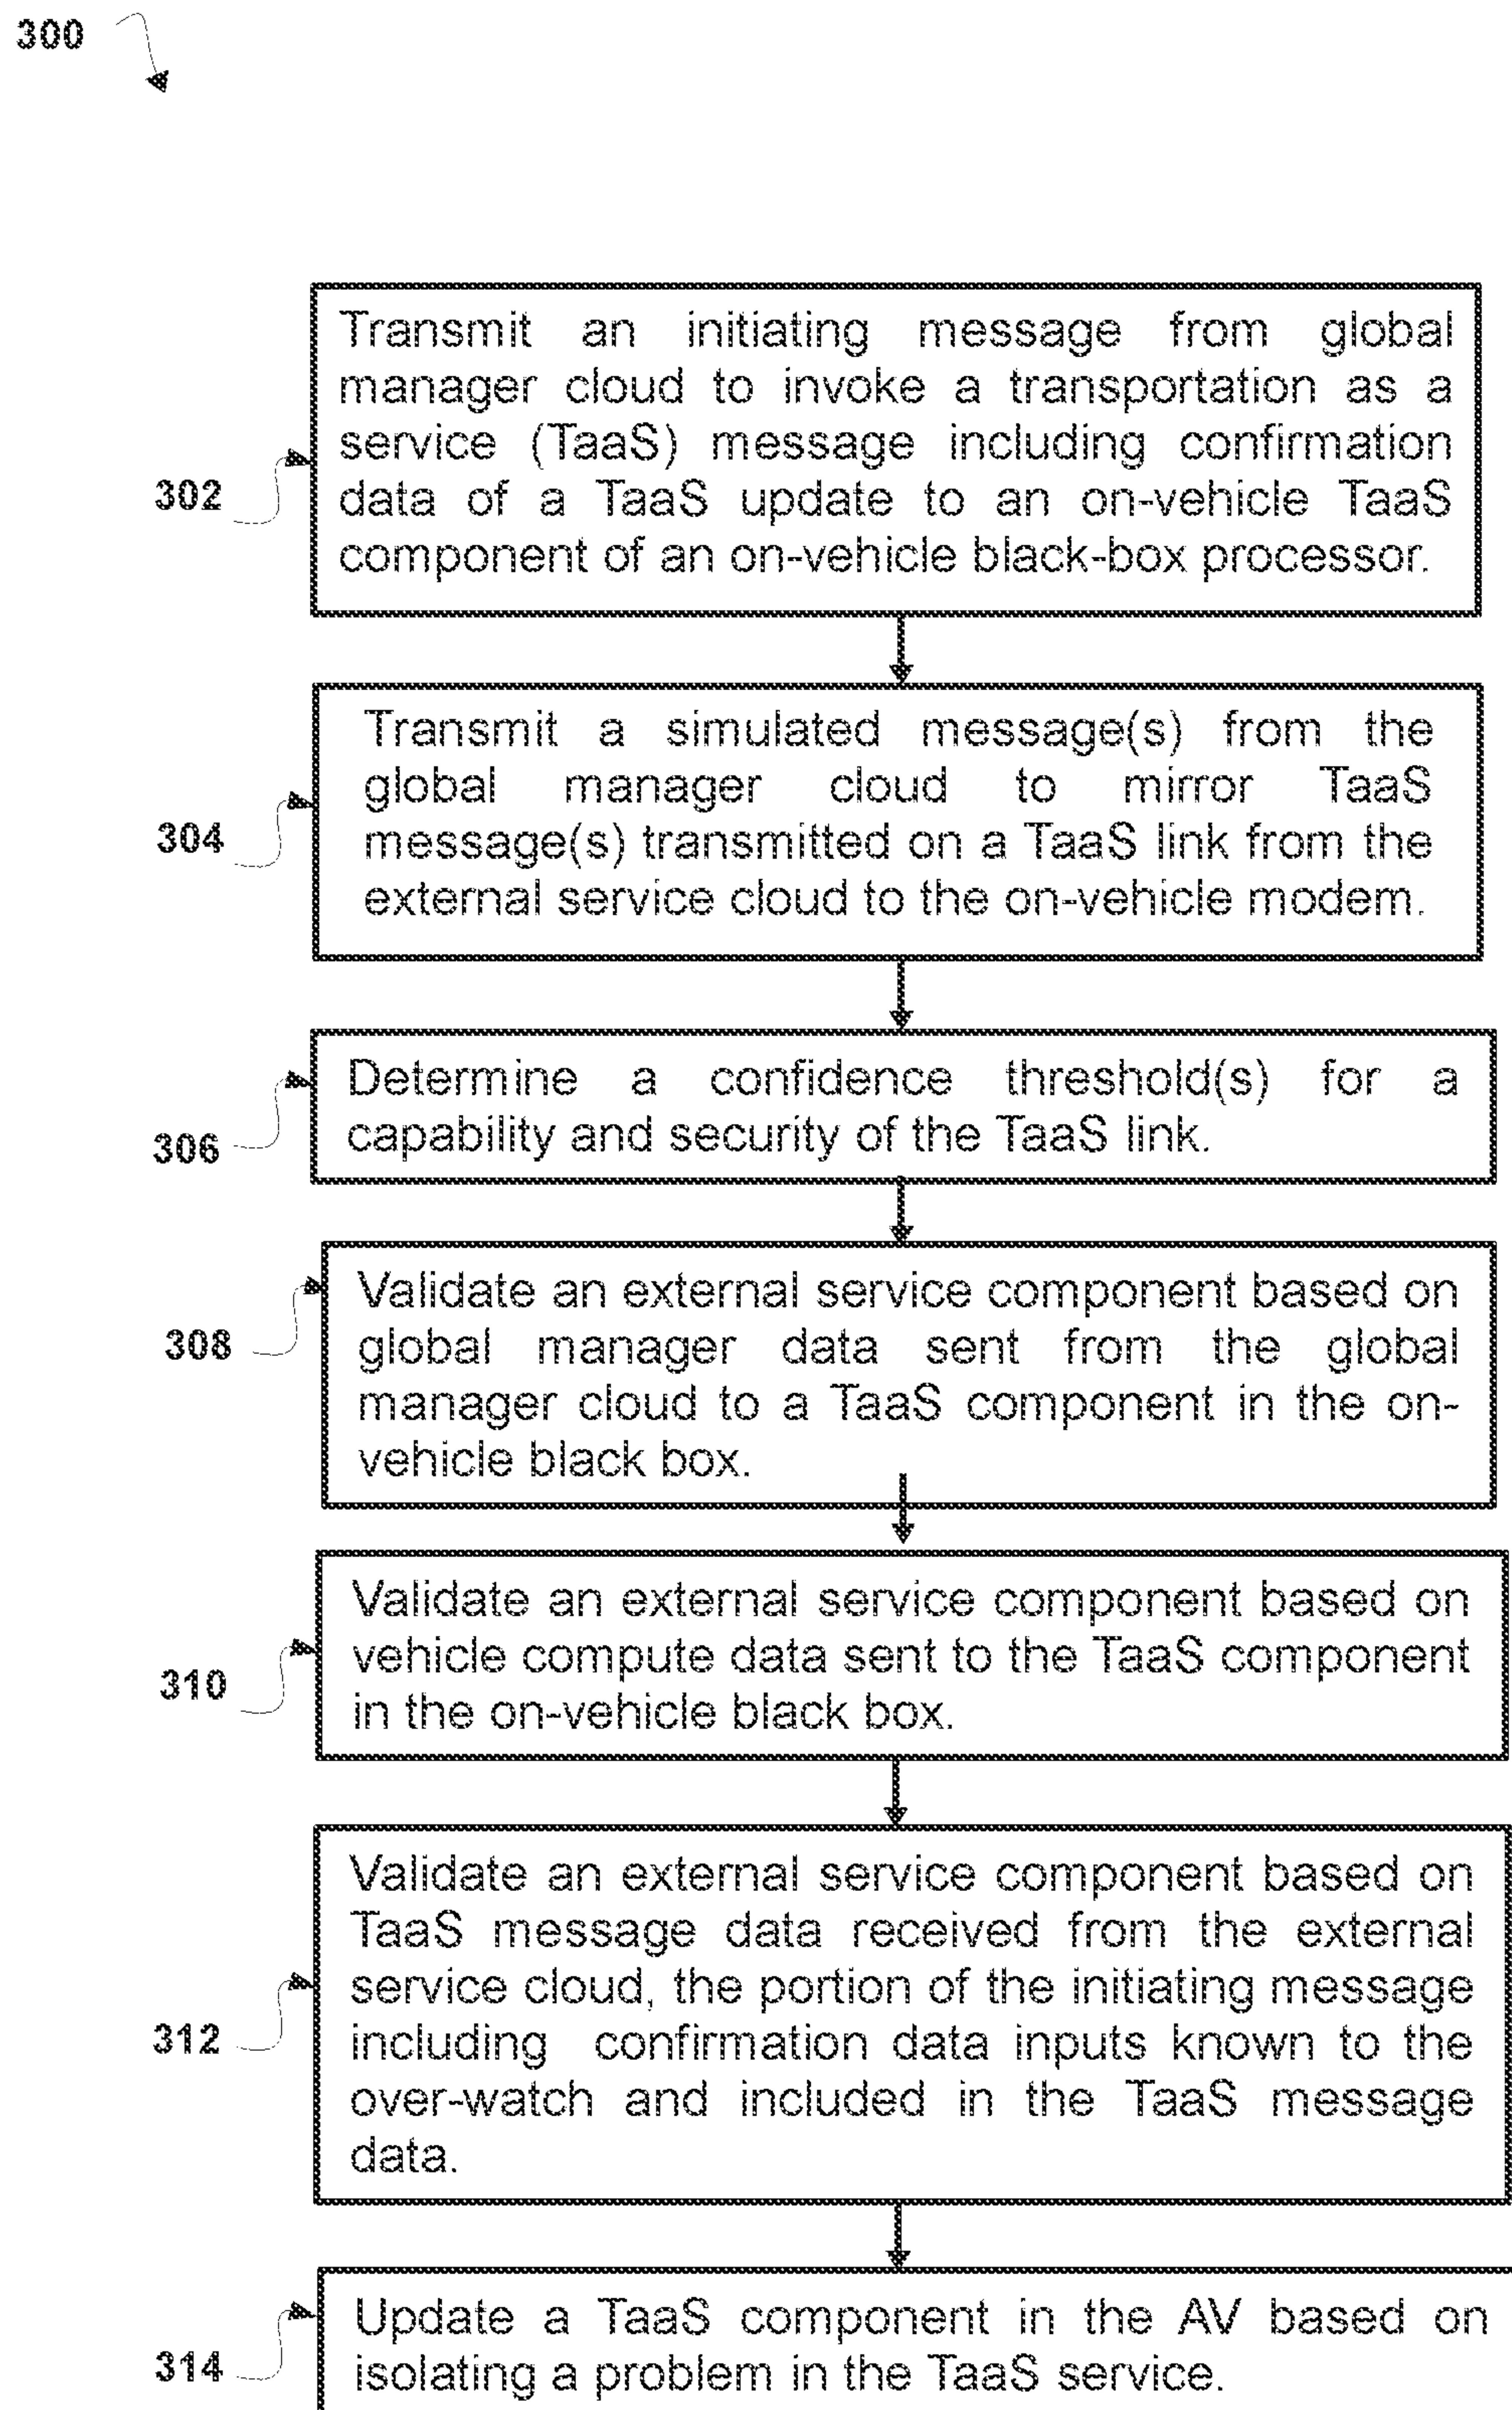 300
302
Transmit an initiating message from global
manager cloud to invoke a transportation as a
service (TaaS) message including confirmation
data of a TaaS update to an on-vehicle TaaS
component of an on-vehicle black-box processor.
304
Transmit a simulated message(s) from the
global manager cloud to mirror TaaS
message(s) transmitted on a TaaS link from the
external service cloud to the on-vehicle modem.
306
Determine a confidence threshold(s) for a
capability and security of the TaaS link.
308
Validate an external service component based on
global manager data sent from the global
manager cloud to a TaaS component in the on-
vehicle black box.
310
Validate an external service component based on
vehicle compute data sent to the TaaS component
in the on-vehicle black box.
312
Validate an external service component based on
TaaS message data received from the external
service cloud, the portion of the initiating message
including confirmation data inputs known to the
over-watch and included in the TaaS message
data.
314
Update a TaaS component in the AV based on
isolating a problem in the TaaS service.